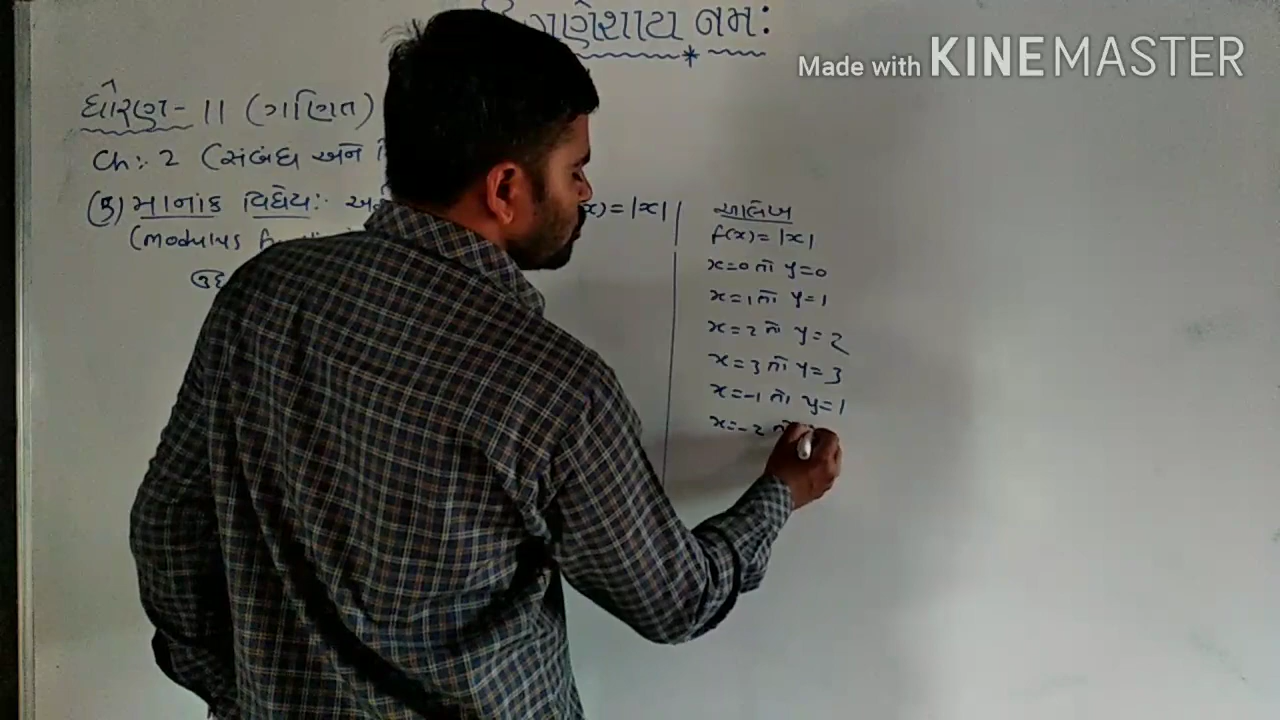 ગણેશાય નમઃ
Made with KINEMASTER
ધોરણ - 11 (ગણિત)
Ch:- 2 (સંબંધ અને
(5) માનાંક વિધેય:-
(x) = |x|
(Modulus
આલેખ
f(x) = |x|
x=0 તો y=0
x=1 તો y=1
x=2 તો y=2
x=3 તો y=3
x=-1 તો y=1
x=-2 તો